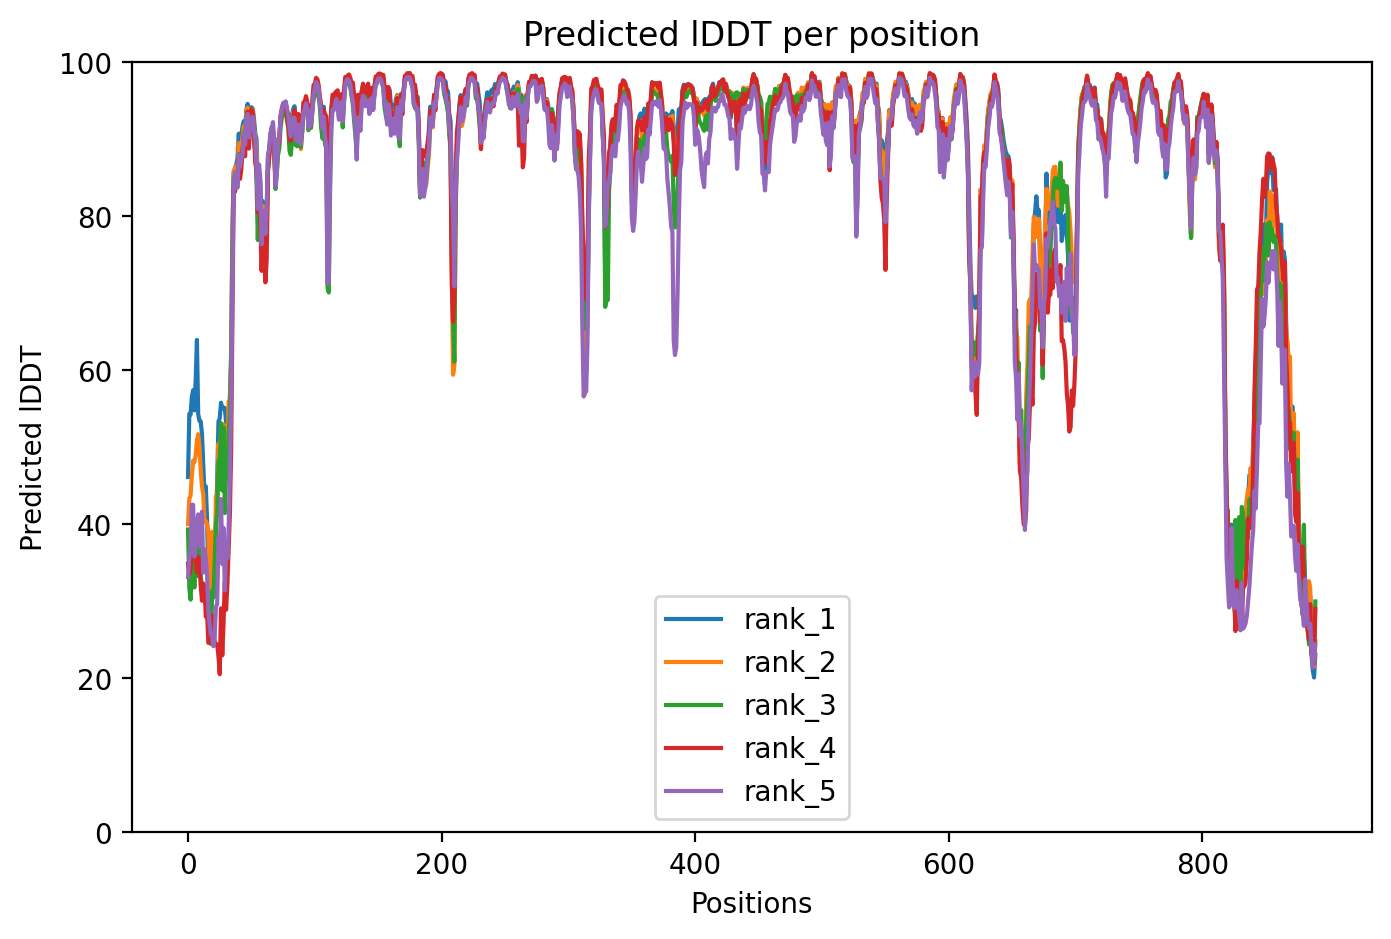 Predicted lDDT per position
100
80
60
40
20
0
Predicted lDDT
rank_1
rank_2
rank_3
rank_4
rank_5
0 200 400 600 800
Positions